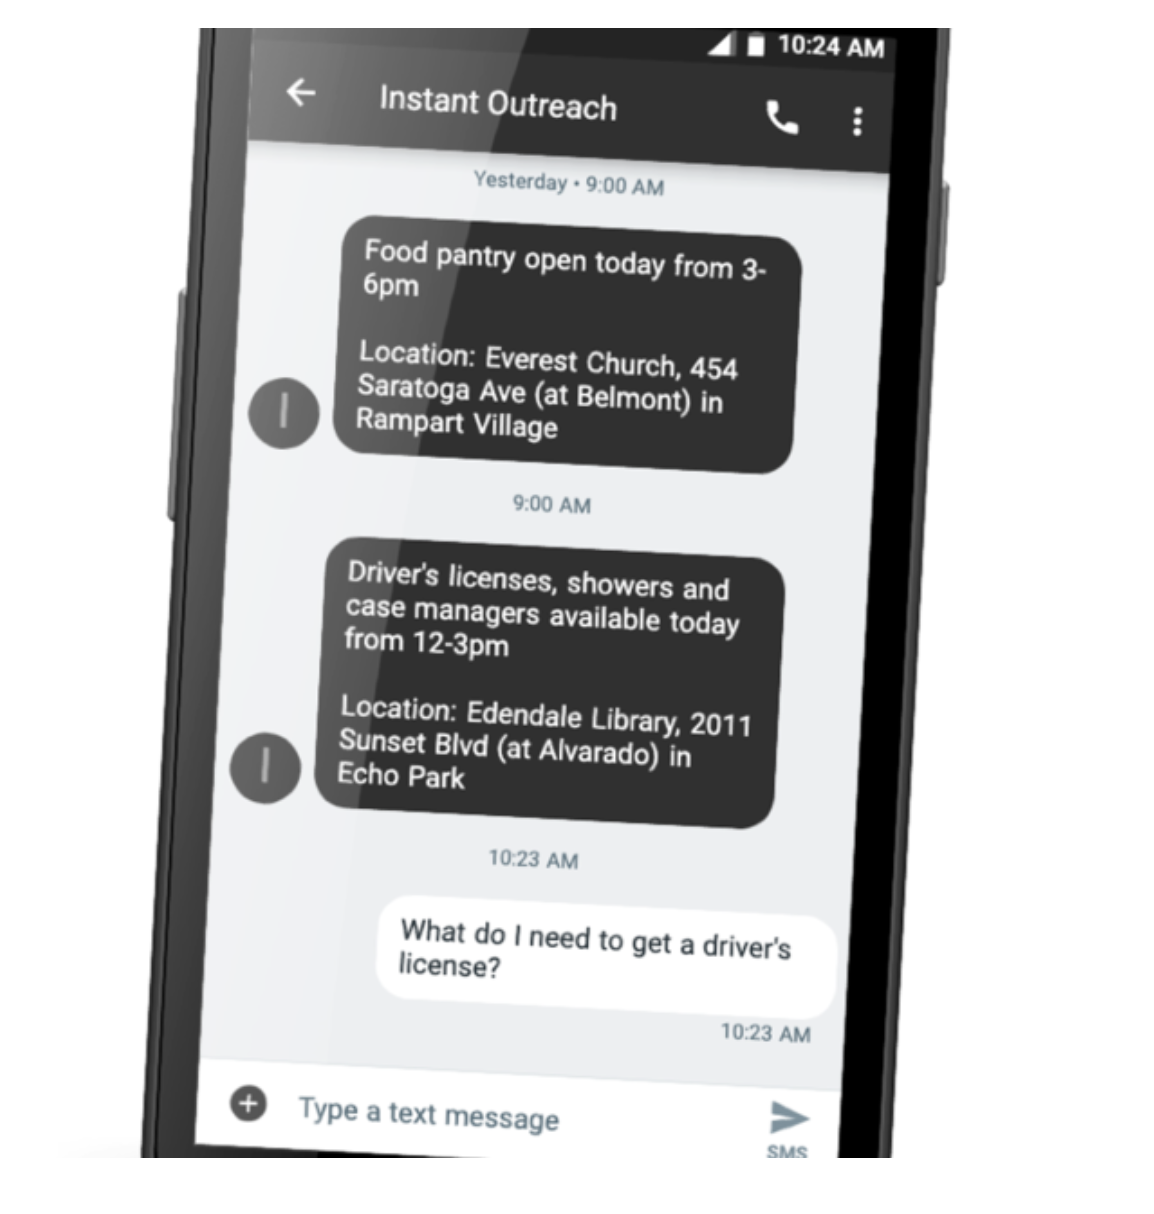 10:24 AM
Instant Outreach
Yesterday • 9:00 AM
Food pantry open today from 3-
6pm
Location: Everest Church, 454
Saratoga Ave (at Belmont) in
Rampart Village
I
9:00 AM
Driver's licenses, showers and
case managers available today
from 12-3pm
Location: Edendale Library, 2011
Sunset Blvd (at Alvarado) in
Echo Park
I
10:23 AM
What do I need to get a driver's
license?
10:23 AM
Type a text message
SMS